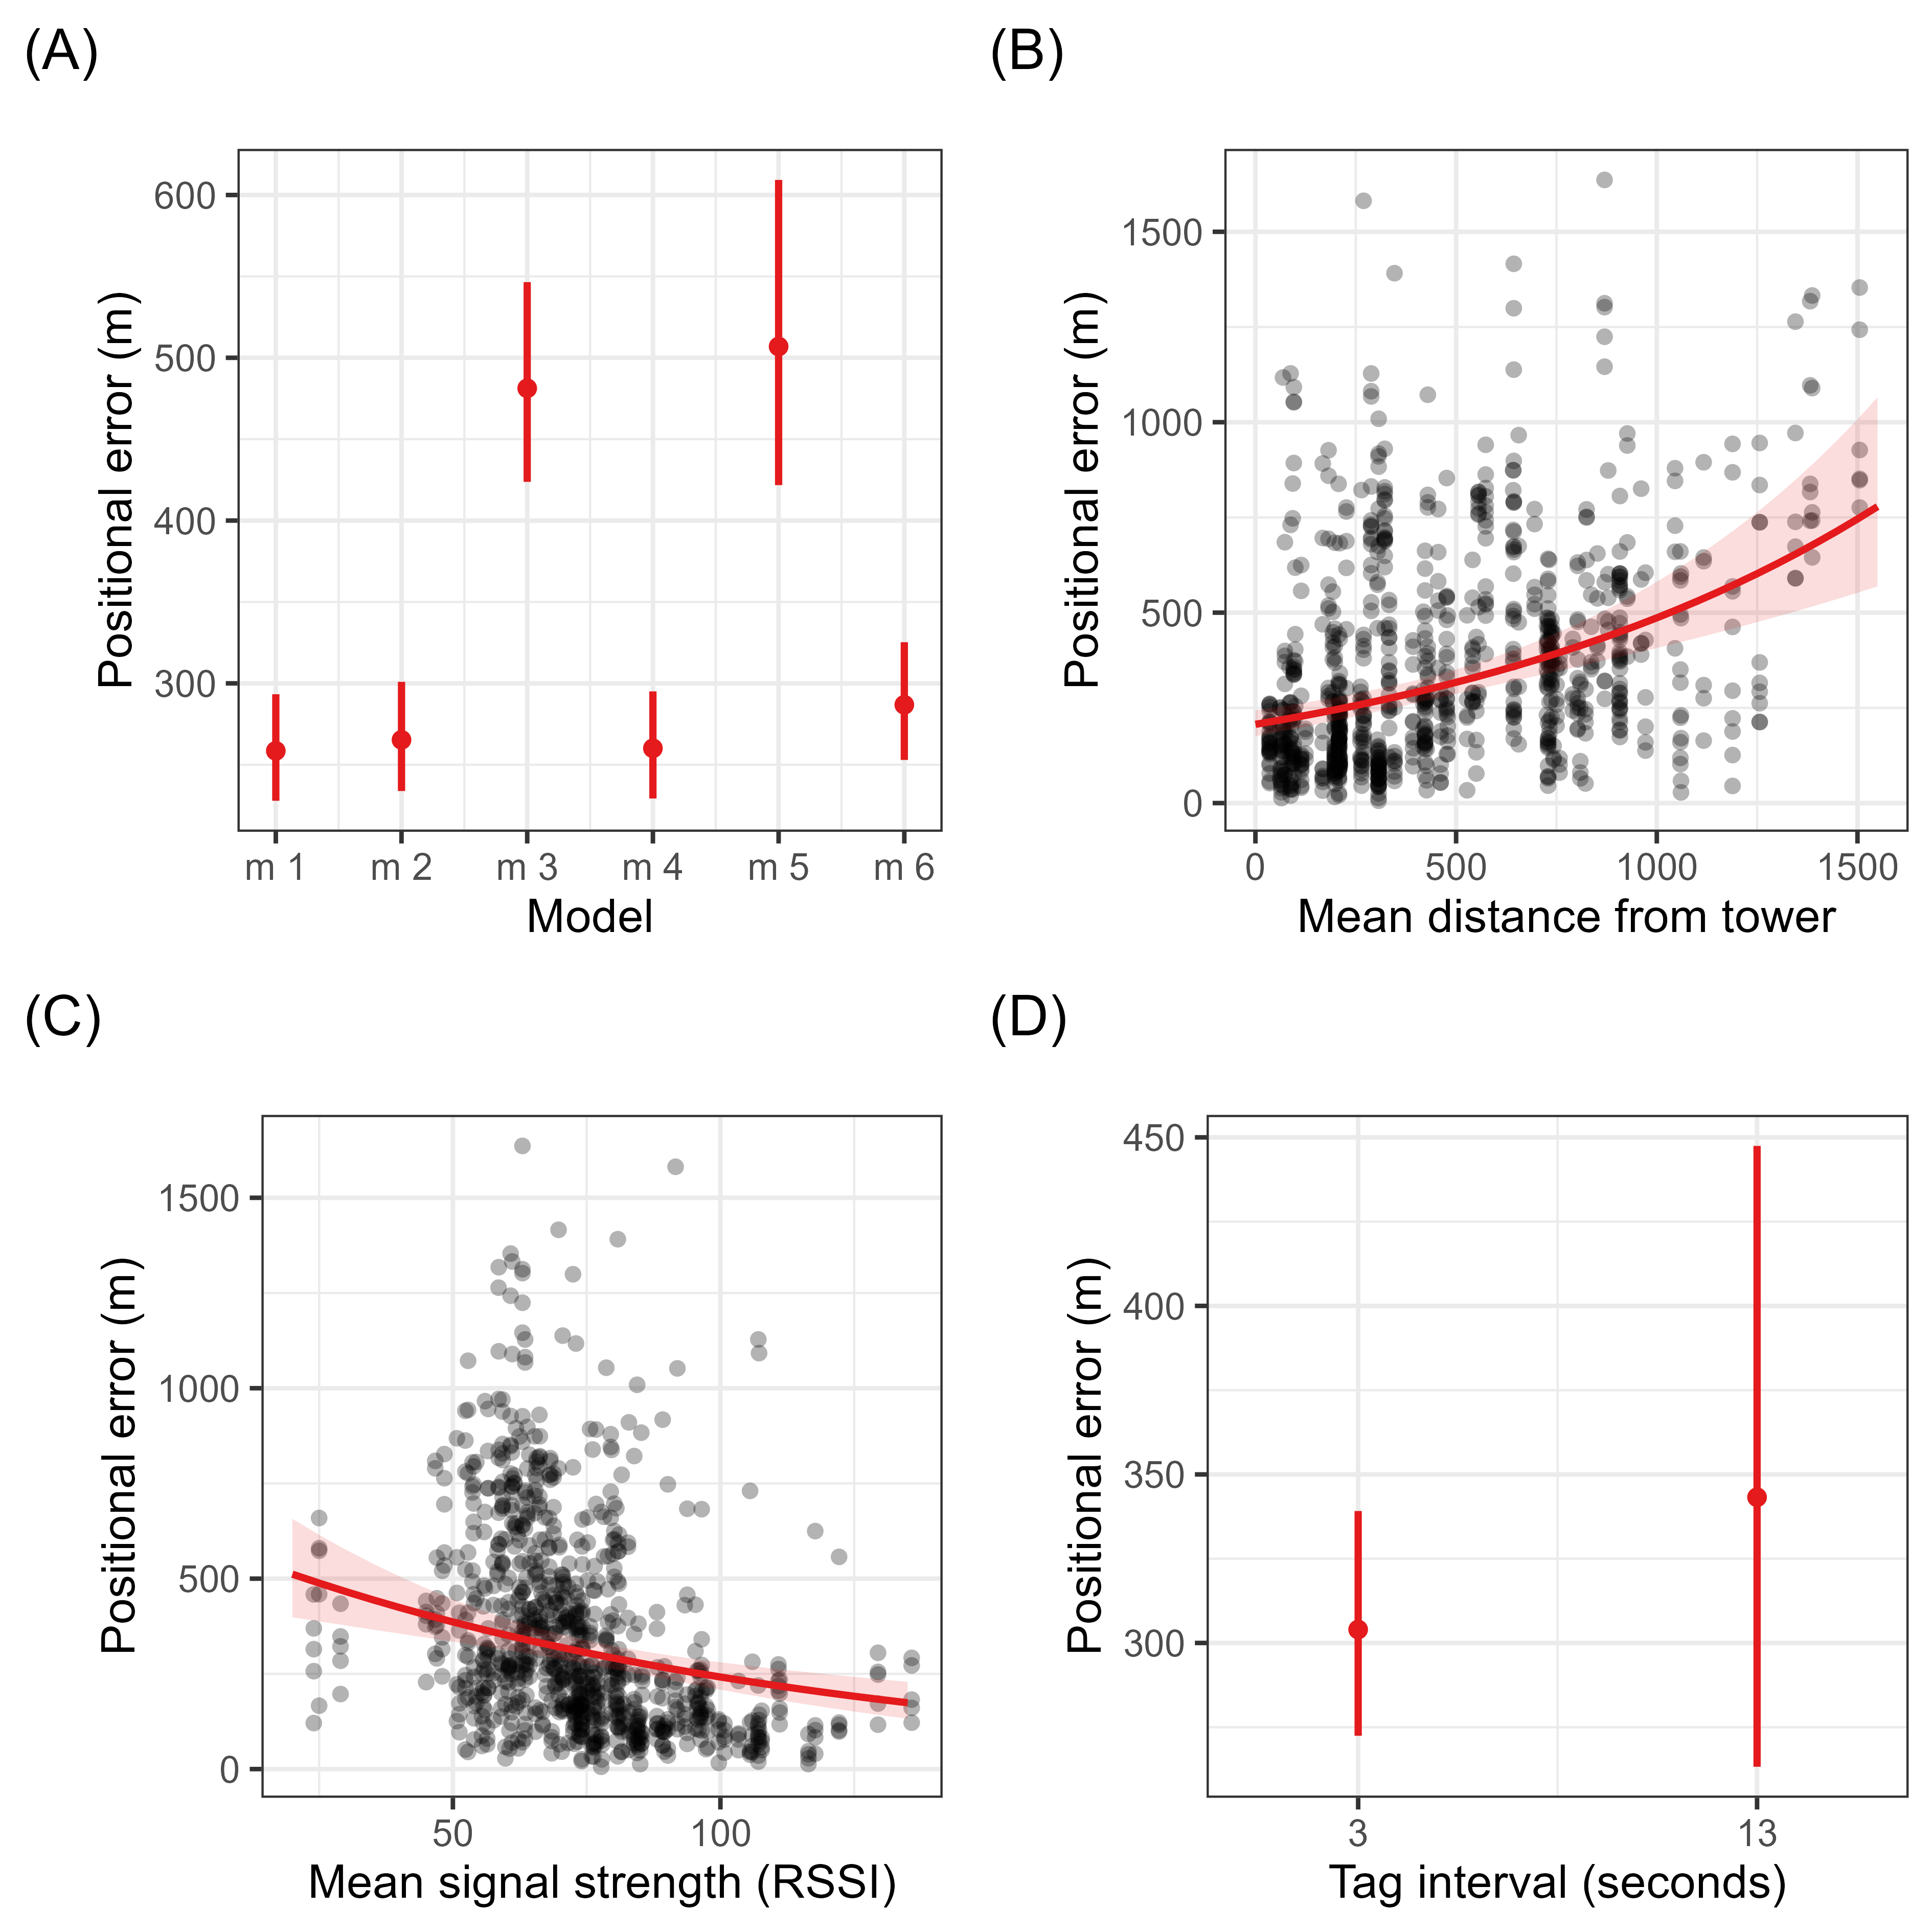 (A)
Positional error (m)
600
500
400
300
m 1 m 2 m 3 m 4 m 5 m 6
Model
(B)
Positional error (m)
1500
1000
500
0
0 500 1000 1500
Mean distance from tower
(C)
Positional error (m)
1500
1000
500
0
50 100
Mean signal strength (RSSI)
(D)
Positional error (m)
450
400
350
300
3 13
Tag interval (seconds)